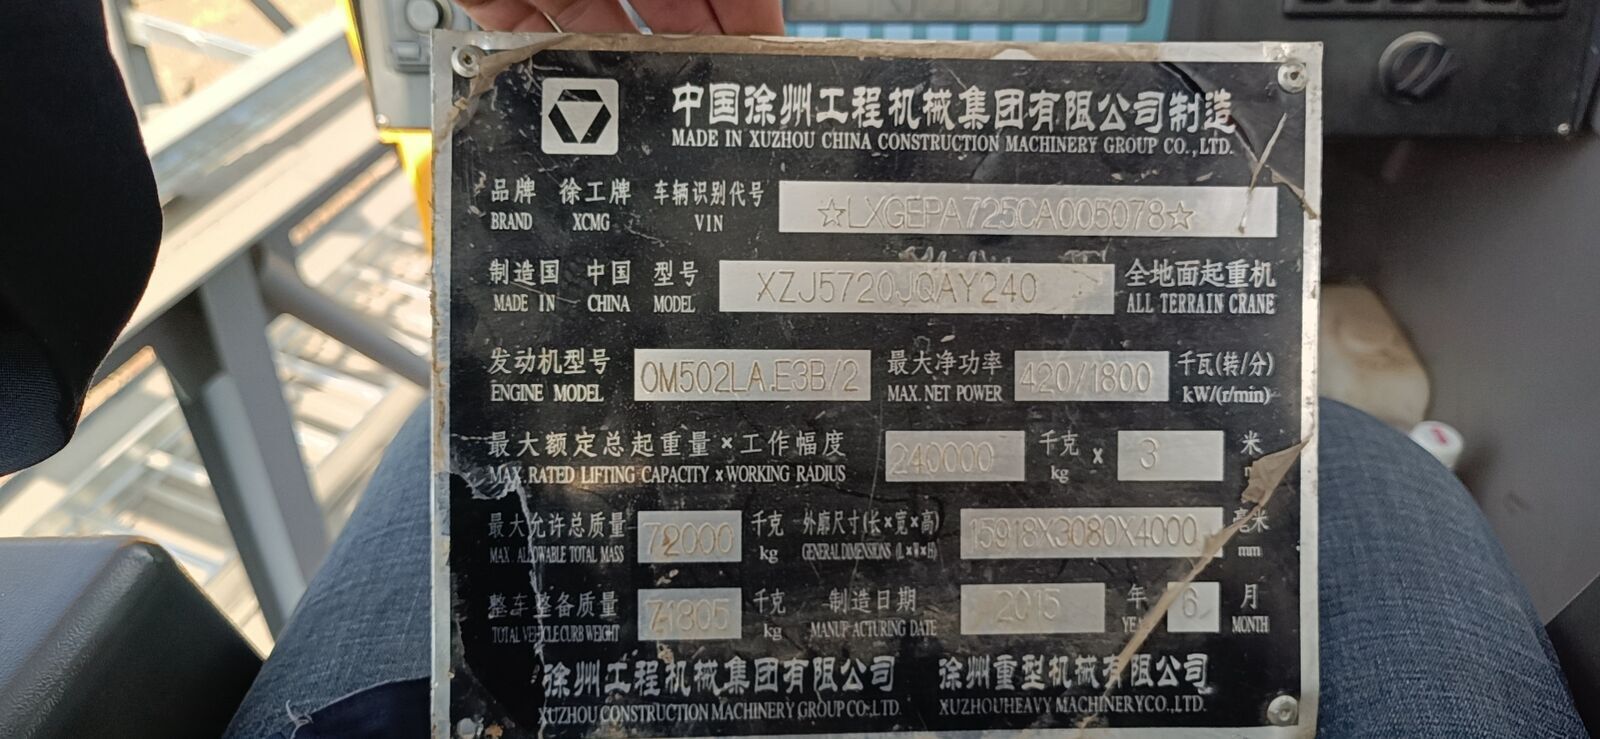 中国徐州工程机械集团有限公司制造
MADE IN XUZHOU CHINA CONSTRUCTION MACHINERY GROUP CO.,LTD.
品牌 徐工牌 车辆识别代号 ☆LXGEPA725CA005078☆
BRAND XCMG VIN
制造国 中国 型号 XZJ5720JQAY240 全地面起重机
MADE IN CHINA MODEL ALL TERRAIN CRANE
发动机型号 OM502LA.E3B/2 最大净功率 420/1800 千瓦(转/分)
ENGINE MODEL MAX. NET POWER kW/(r/min)
最大额定总起重量×工作幅度 240000 千克 × 3 米
MAX. RATED LIFTING CAPACITY ×WORKING RADIUS kg
最大允许总质量 72000 千克 外廓尺寸(长×宽×高) 15918X3080X4000 毫米
MAX. ALLOWABLE TOTAL MASS kg GENERAL DIMENSIONS (L×W×H) mm
整车整备质量 71805 千克 制造日期 2015 年 6 月
TOTAL VEHICLE CURB WEIGHT kg MANUFACTURING DATE YEAR MONTH
徐州工程机械集团有限公司 徐州重型机械有限公司
XUZHOU CONSTRUCTION MACHINERY GROUP CO.,LTD. XUZHOUHEAVY MACHINERYCO.,LTD.